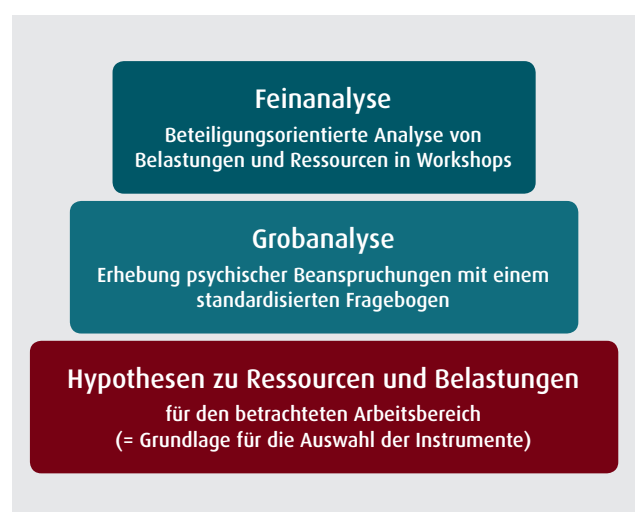 Feinanalyse
Beteiligungsorientierte Analyse von
Belastungen und Ressourcen in Workshops
Grobanalyse
Erhebung psychischer Beanspruchungen mit einem
standardisierten Fragebogen
Hypothesen zu Ressourcen und Belastungen
für den betrachteten Arbeitsbereich
(= Grundlage für die Auswahl der Instrumente)